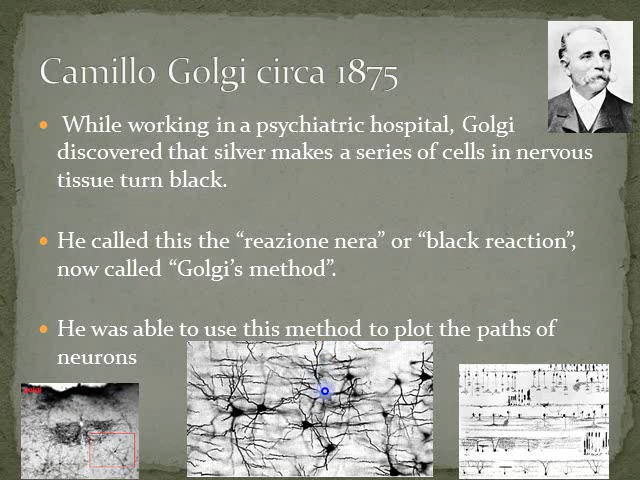 Camillo Golgi circa 1875
While working in a psychiatric hospital, Golgi
discovered that silver makes a series of cells in nervous
tissue turn black.
He called this the “reazione nera” or “black reaction”,
now called “Golgi’s method”.
He was able to use this method to plot the paths of
neurons
golgi